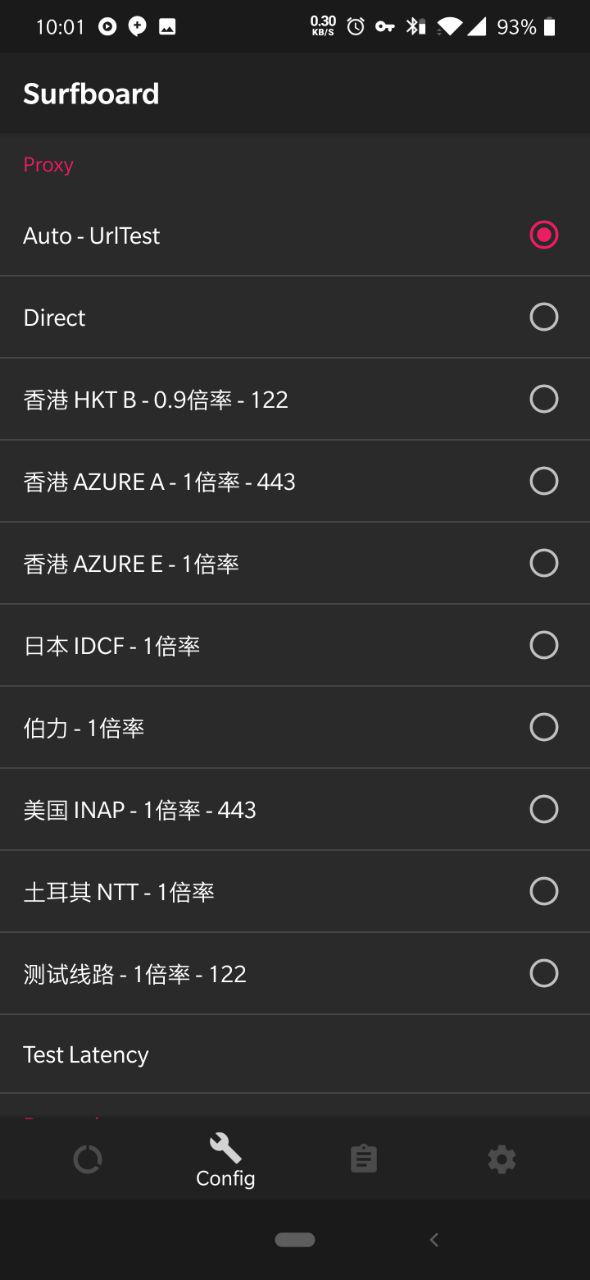 10:01
0.30
KB/S
93%
Surfboard
Proxy
Auto - UrlTest
Direct
香港 HKT B - 0.9倍率 - 122
香港 AZURE A - 1倍率 - 443
香港 AZURE E - 1倍率
日本 IDCF - 1倍率
伯力 - 1倍率
美国 INAP - 1倍率 - 443
土耳其 NTT - 1倍率
测试线路 - 1倍率 - 122
Test Latency
Config